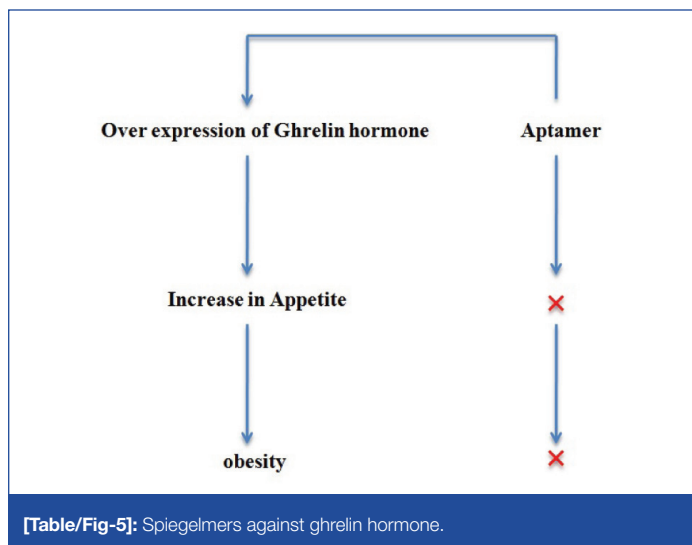 Over expression of Ghrelin hormone
Aptamer
Increase in Appetite
obesity
[Table/Fig-5]: Spiegelmers against ghrelin hormone.